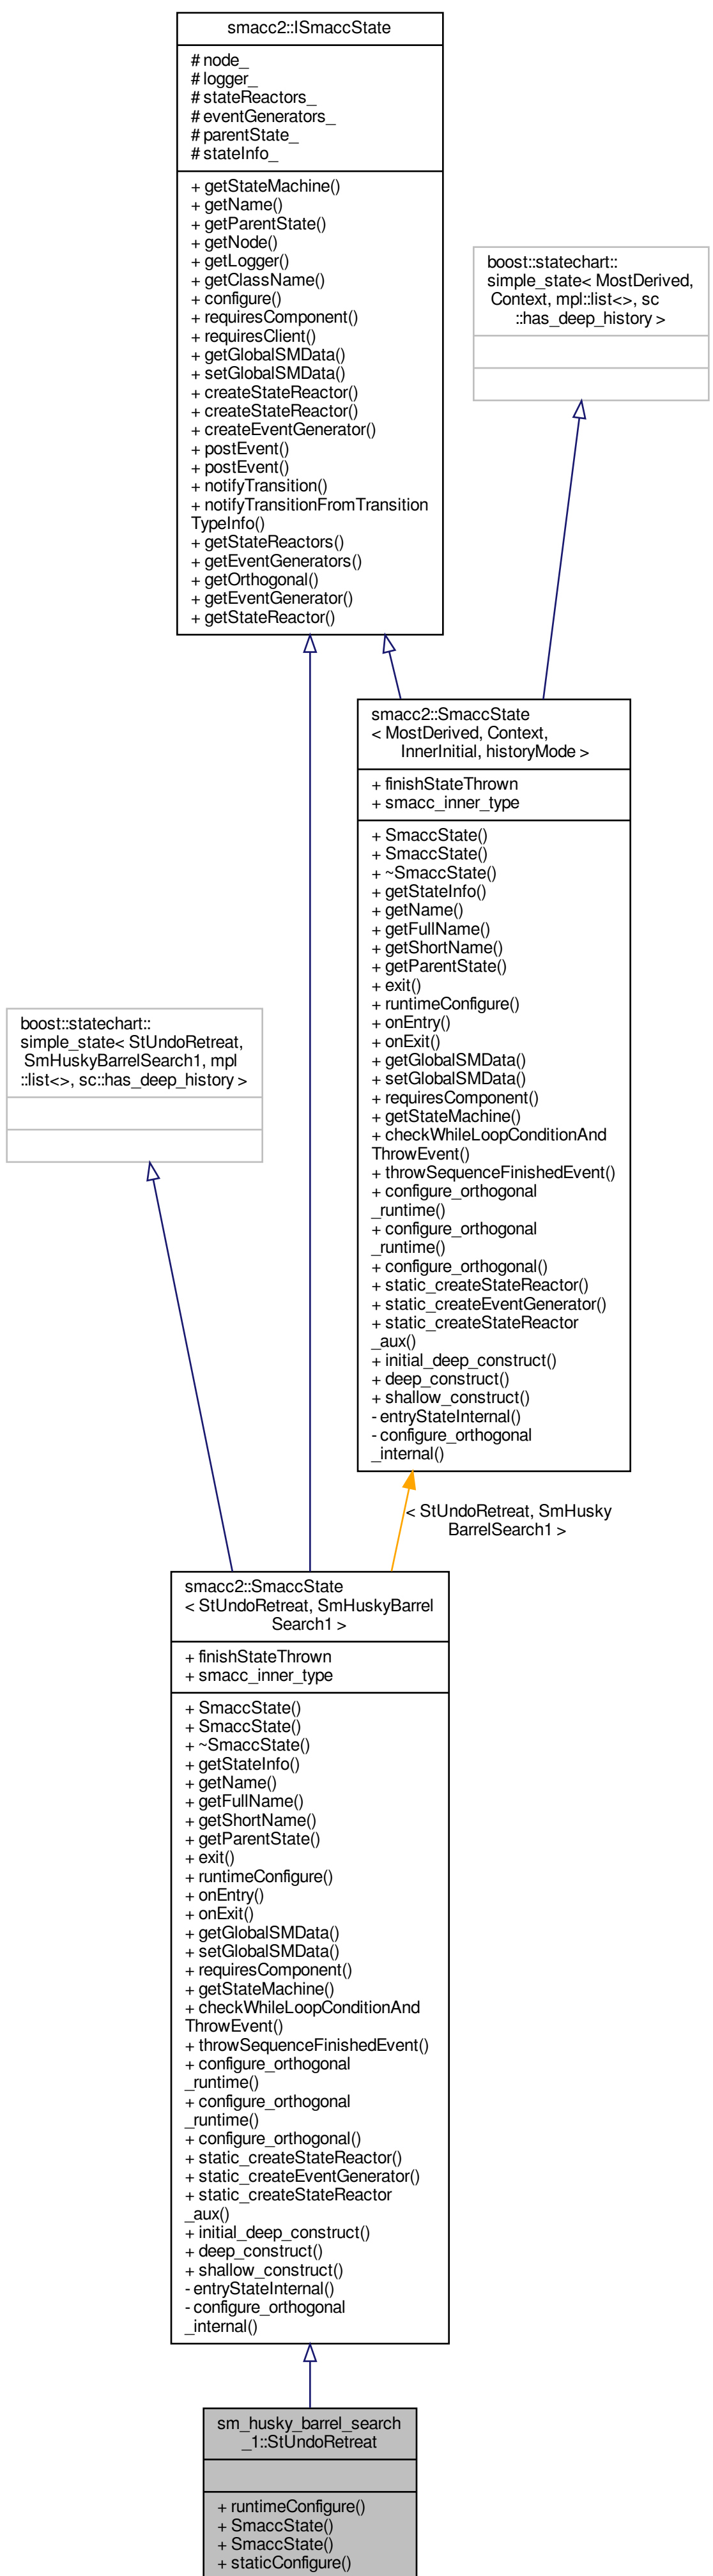 smacc2::ISmaccState
# node_
# logger_
# stateReactors_
# eventGenerators_
# parentState_
# stateInfo_
+ getStateMachine()
+ getName()
+ getParentState()
+ getNode()
+ getLogger()
+ getClassName()
+ configure()
+ requiresComponent()
+ requiresClient()
+ getGlobalSMData()
+ setGlobalSMData()
+ createStateReactor()
+ createStateReactor()
+ createEventGenerator()
+ postEvent()
+ postEvent()
+ notifyTransition()
+ notifyTransitionFromTransition
TypeInfo()
+ getStateReactors()
+ getEventGenerators()
+ getOrthogonal()
+ getEventGenerator()
+ getStateReactor()
boost::statechart::
simple_state< MostDerived,
Context, mpl::list<>, sc
::has_deep_history >
smacc2::SmaccState
< MostDerived, Context,
InnerInitial, historyMode >
+ finishStateThrown
+ smacc_inner_type
+ SmaccState()
+ SmaccState()
+ ~SmaccState()
+ getStateInfo()
+ getName()
+ getFullName()
+ getShortName()
+ getParentState()
+ exit()
+ runtimeConfigure()
+ onEntry()
+ onExit()
+ getGlobalSMData()
+ setGlobalSMData()
+ requiresComponent()
+ getStateMachine()
+ checkWhileLoopConditionAnd
ThrowEvent()
+ throwSequenceFinishedEvent()
+ configure_orthogonal
_runtime()
+ configure_orthogonal
_runtime()
+ configure_orthogonal()
+ static_createStateReactor()
+ static_createEventGenerator()
+ static_createStateReactor
_aux()
+ initial_deep_construct()
+ deep_construct()
+ shallow_construct()
- entryStateInternal()
- configure_orthogonal
_internal()
boost::statechart::
simple_state< StUndoRetreat,
SmHuskyBarrelSearch1, mpl
::list<>, sc::has_deep_history >
< StUndoRetreat, SmHusky
BarrelSearch1 >
smacc2::SmaccState
< StUndoRetreat, SmHuskyBarrel
Search1 >
+ finishStateThrown
+ smacc_inner_type
+ SmaccState()
+ SmaccState()
+ ~SmaccState()
+ getStateInfo()
+ getName()
+ getFullName()
+ getShortName()
+ getParentState()
+ exit()
+ runtimeConfigure()
+ onEntry()
+ onExit()
+ getGlobalSMData()
+ setGlobalSMData()
+ requiresComponent()
+ getStateMachine()
+ checkWhileLoopConditionAnd
ThrowEvent()
+ throwSequenceFinishedEvent()
+ configure_orthogonal
_runtime()
+ configure_orthogonal
_runtime()
+ configure_orthogonal()
+ static_createStateReactor()
+ static_createEventGenerator()
+ static_createStateReactor
_aux()
+ initial_deep_construct()
+ deep_construct()
+ shallow_construct()
- entryStateInternal()
- configure_orthogonal
_internal()
sm_husky_barrel_search
_1::StUndoRetreat
+ runtimeConfigure()
+ SmaccState()
+ SmaccState()
+ staticConfigure()